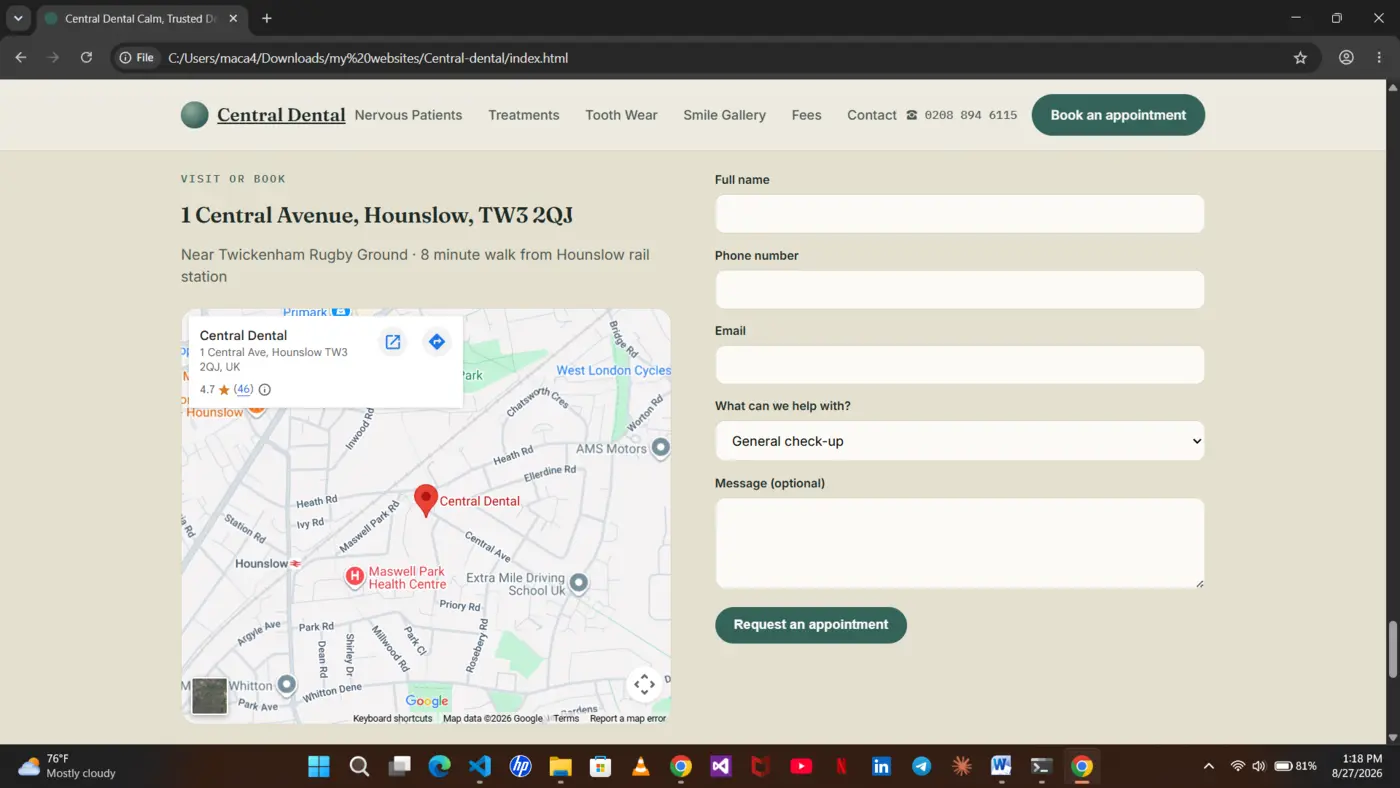 Central Dental Calm, Trusted De
File
C:/Users/maca4/Downloads/my%20websites/Central-dental/index.html
Central Dental
Nervous Patients
Treatments
Tooth Wear
Smile Gallery
Fees
Contact
☎ 0208 894 6115
Book an appointment
VISIT OR BOOK
1 Central Avenue, Hounslow, TW3 2QJ
Near Twickenham Rugby Ground · 8 minute walk from Hounslow rail
station
Primark
Central Dental
1 Central Ave, Hounslow TW3
2QJ, UK
4.7 ★ (46)
Hounslow
Park
Bridge Rd
West London Cycles
Chatsworth Cres
Worton Rd
Inwood Rd
AMS Motors
Heath Rd
Ellerdine Rd
Heath Rd
Ivy Rd
Central Dental
Station Rd
Maswell Park Rd
Central Ave
Hounslow
Maswell Park
Health Centre
Extra Mile Driving
School Uk
Priory Rd
Argyle Ave
Park Rd
Dean Rd
Shirley Dr
Millwood Rd
Park Cl
Rosebery Rd
Whitton
Whitton Dene
Park Ave
Google
Keyboard shortcuts
Map data ©2026 Google
Terms
Report a map error
Full name
Phone number
Email
What can we help with?
General check-up
Message (optional)
Request an appointment
76°F
Mostly cloudy
81%
1:18 PM
8/27/2026